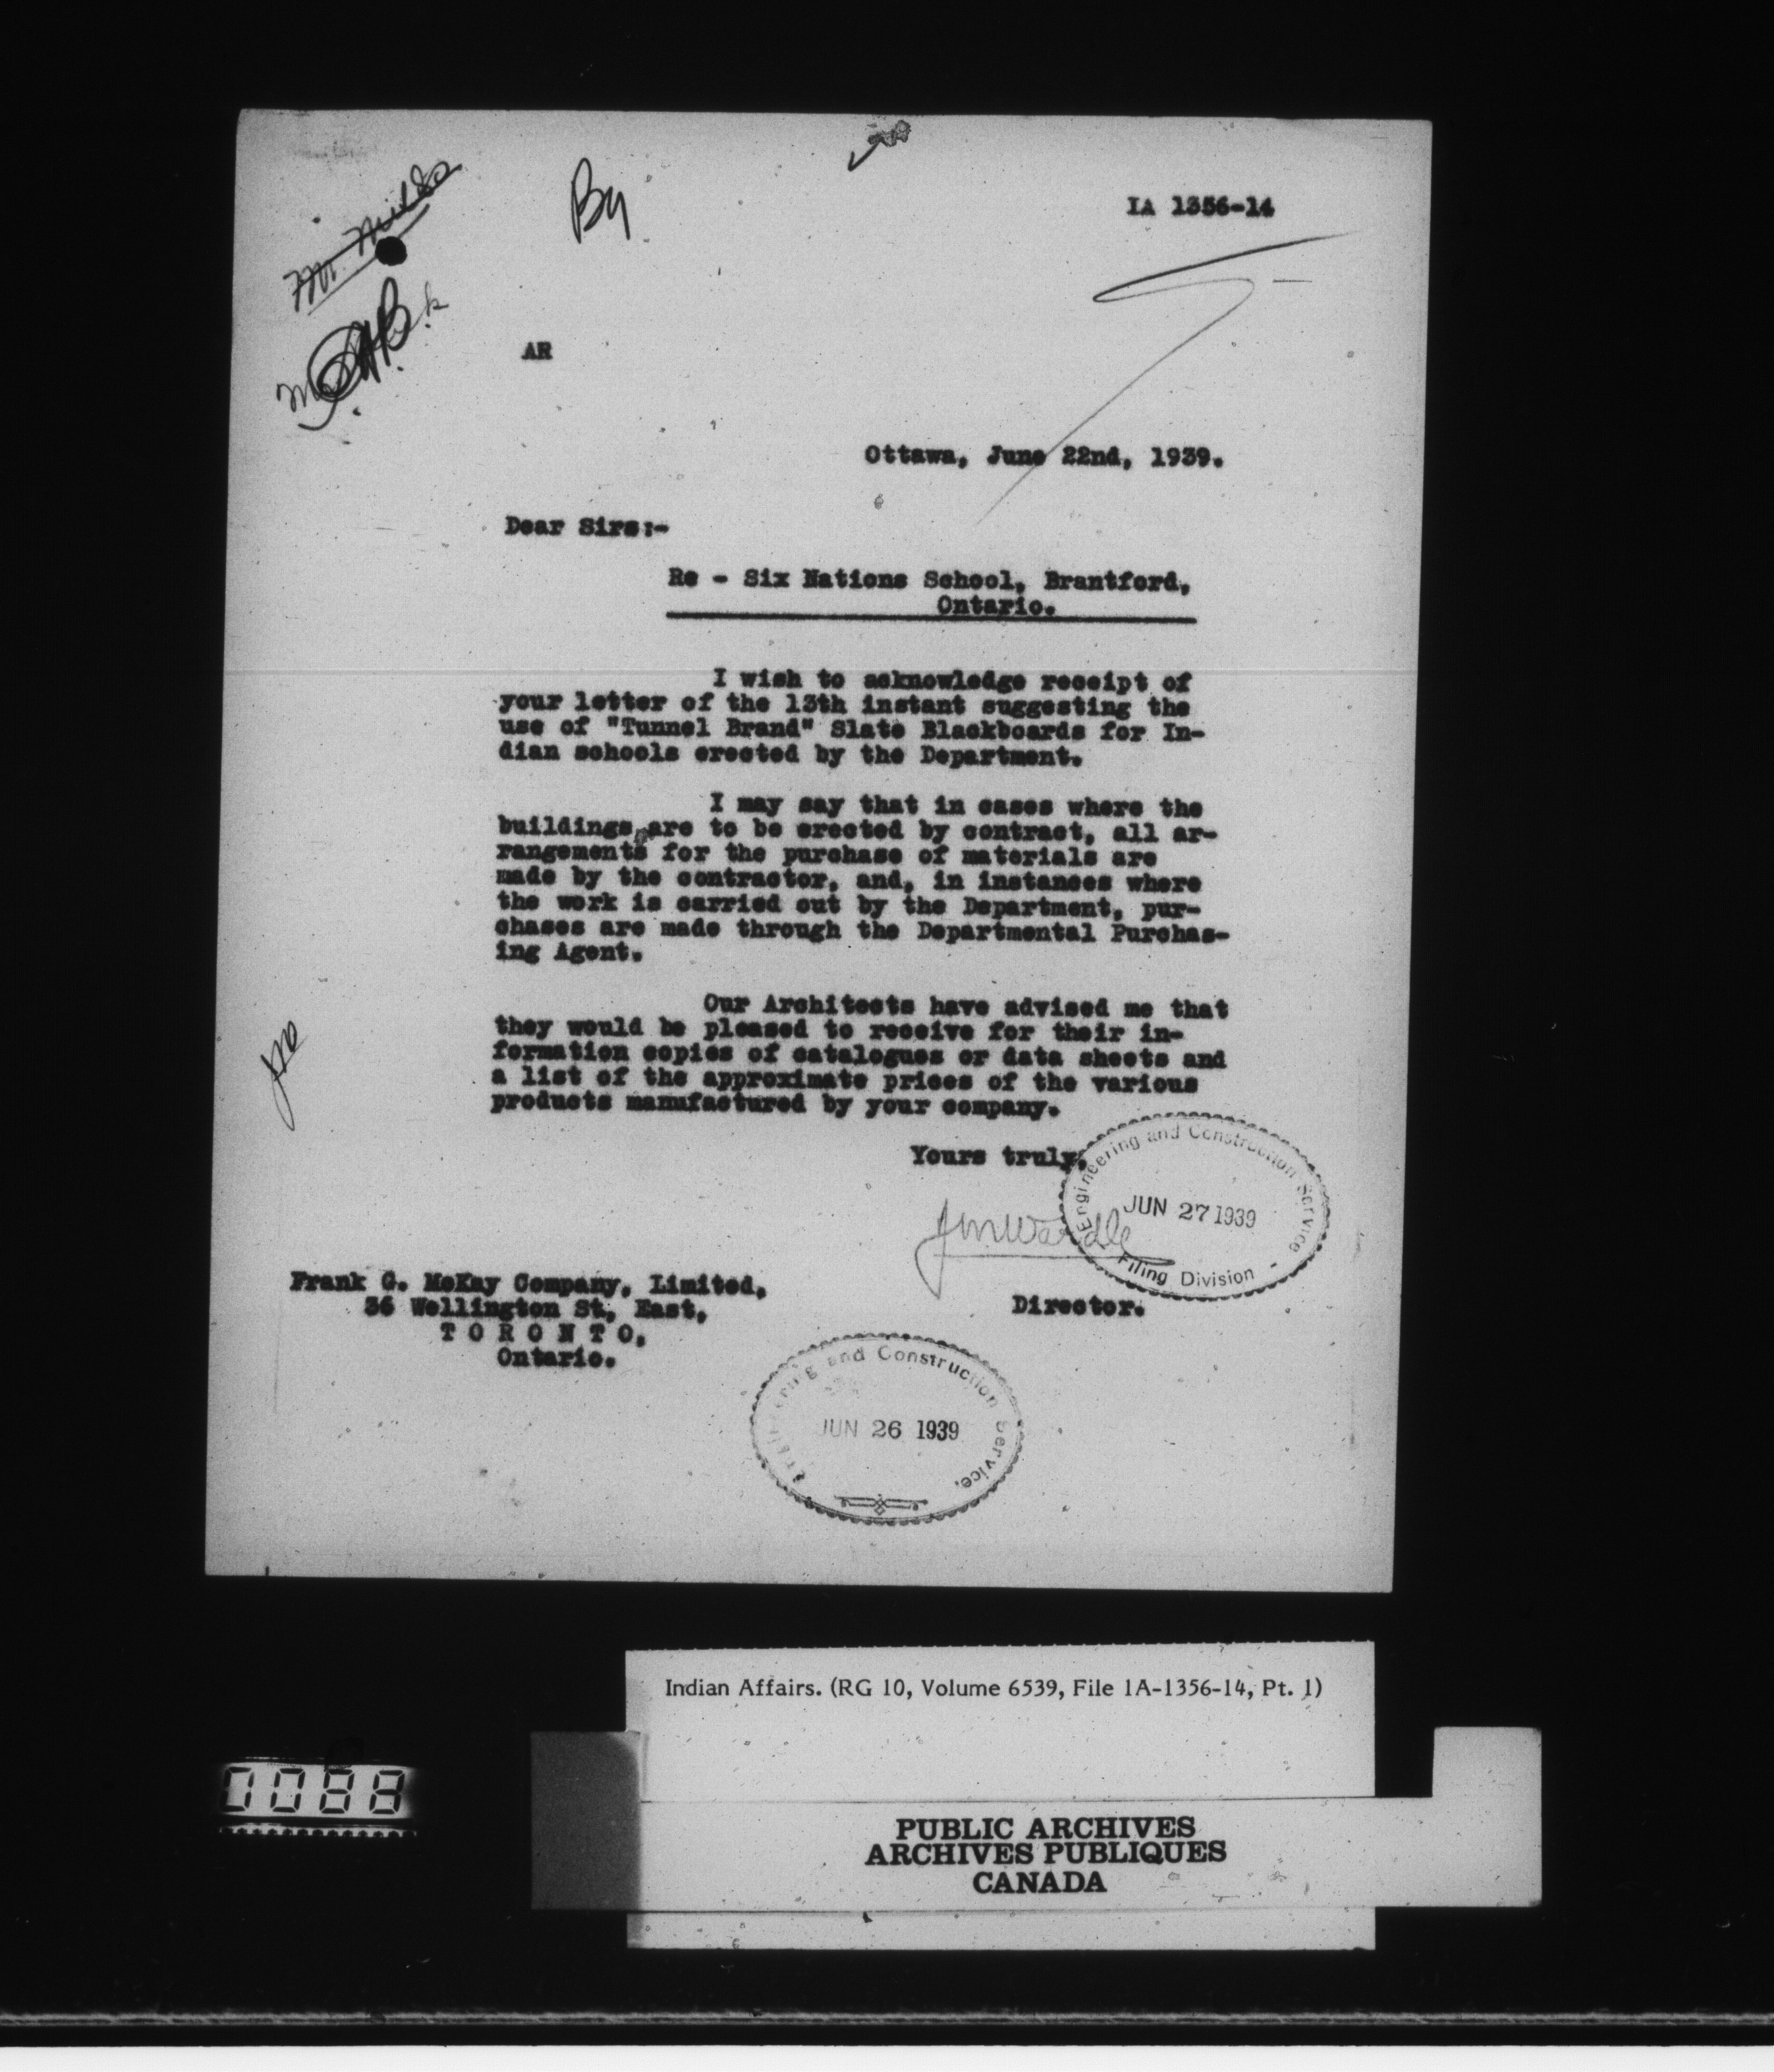 By
IA 1356-14
AR
Ottawa, June 22nd, 1939.
Dear Sirs:-
Re - Six Nations School, Brantford,
Ontario.
I wish to acknowledge receipt of
your letter of the 13th instant suggesting the
use of "Tunnel Brand" Slate Blackboards for In-
dian schools erected by the Department.
I may say that in cases where the
buildings are to be erected by contract, all ar-
rangements for the purchase of materials are
made by the contractor, and, in instances where
the work is carried out by the Department, pur-
chases are made through the Departmental Purchas-
ing Agent.
Our Architects have advised me that
they would be pleased to receive for their in-
formation copies of catalogues or data sheets and
a list of the approximate prices of the various
products manufactured by your company.
Yours truly,
Engineering and Construction Service
JUN 27 1939
Filing Division
JMWardle
Director.
Frank G. McKay Company, Limited,
36 Wellington St, East,
TORONTO,
Ontario.
Engineering and Construction Service,
JUN 26 1939
Indian Affairs. (RG 10, Volume 6539, File 1A-1356-14, Pt. 1)
0088
PUBLIC ARCHIVES
ARCHIVES PUBLIQUES
CANADA